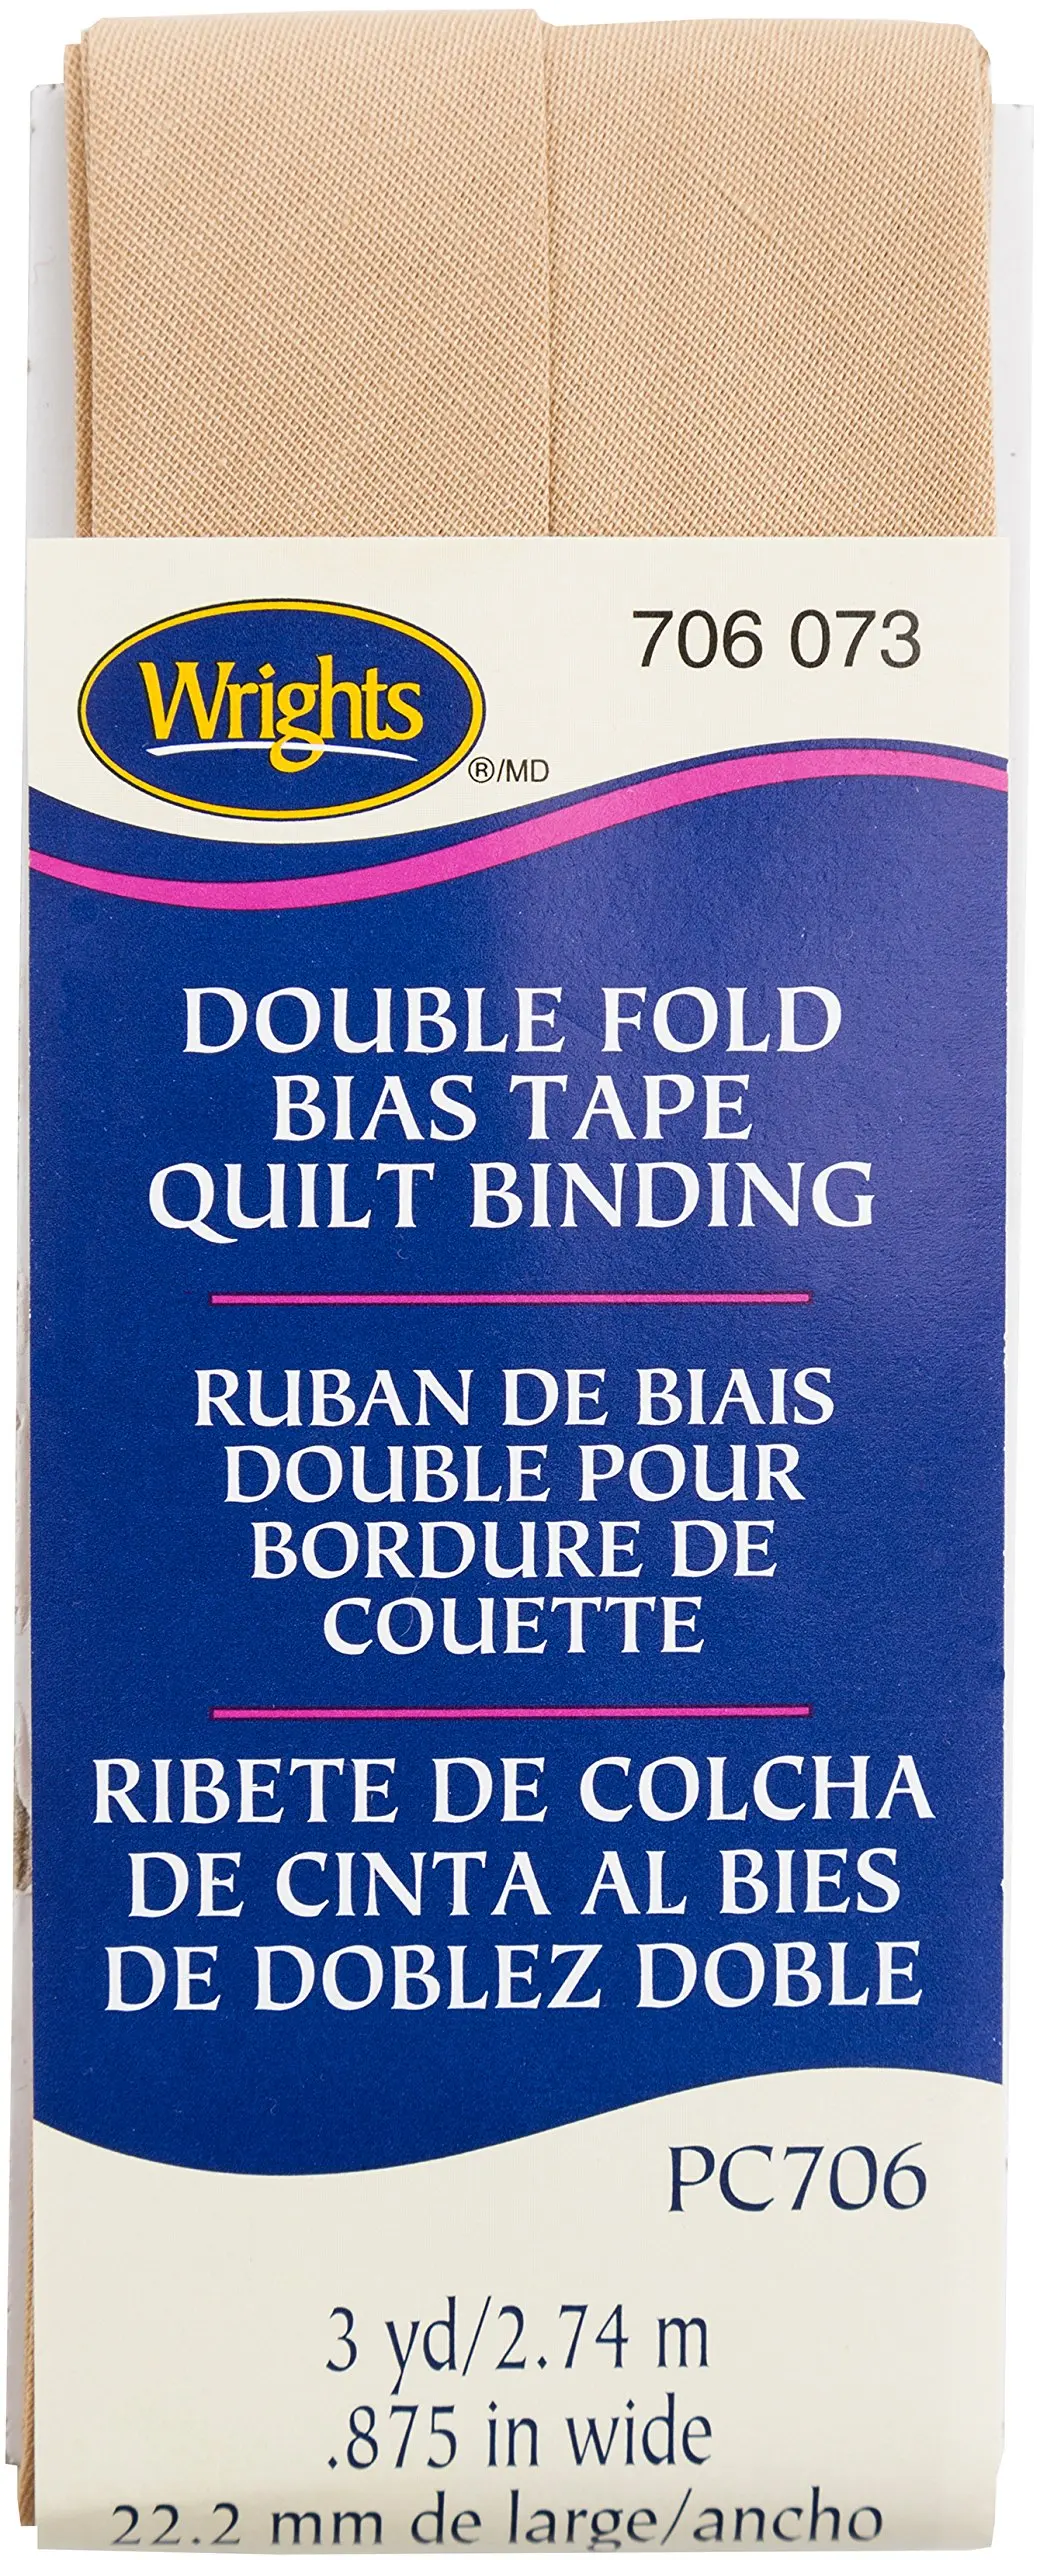 706 073
Wrights
®/MD
DOUBLE FOLD
BIAS TAPE
QUILT BINDING
RUBAN DE BIAIS
DOUBLE POUR
BORDURE DE
COUETTE
RIBETE DE COLCHA
DE CINTA AL BIES
DE DOBLEZ DOBLE
PC706
3 yd/2.74 m
.875 in wide
22.2 mm de large/ancho